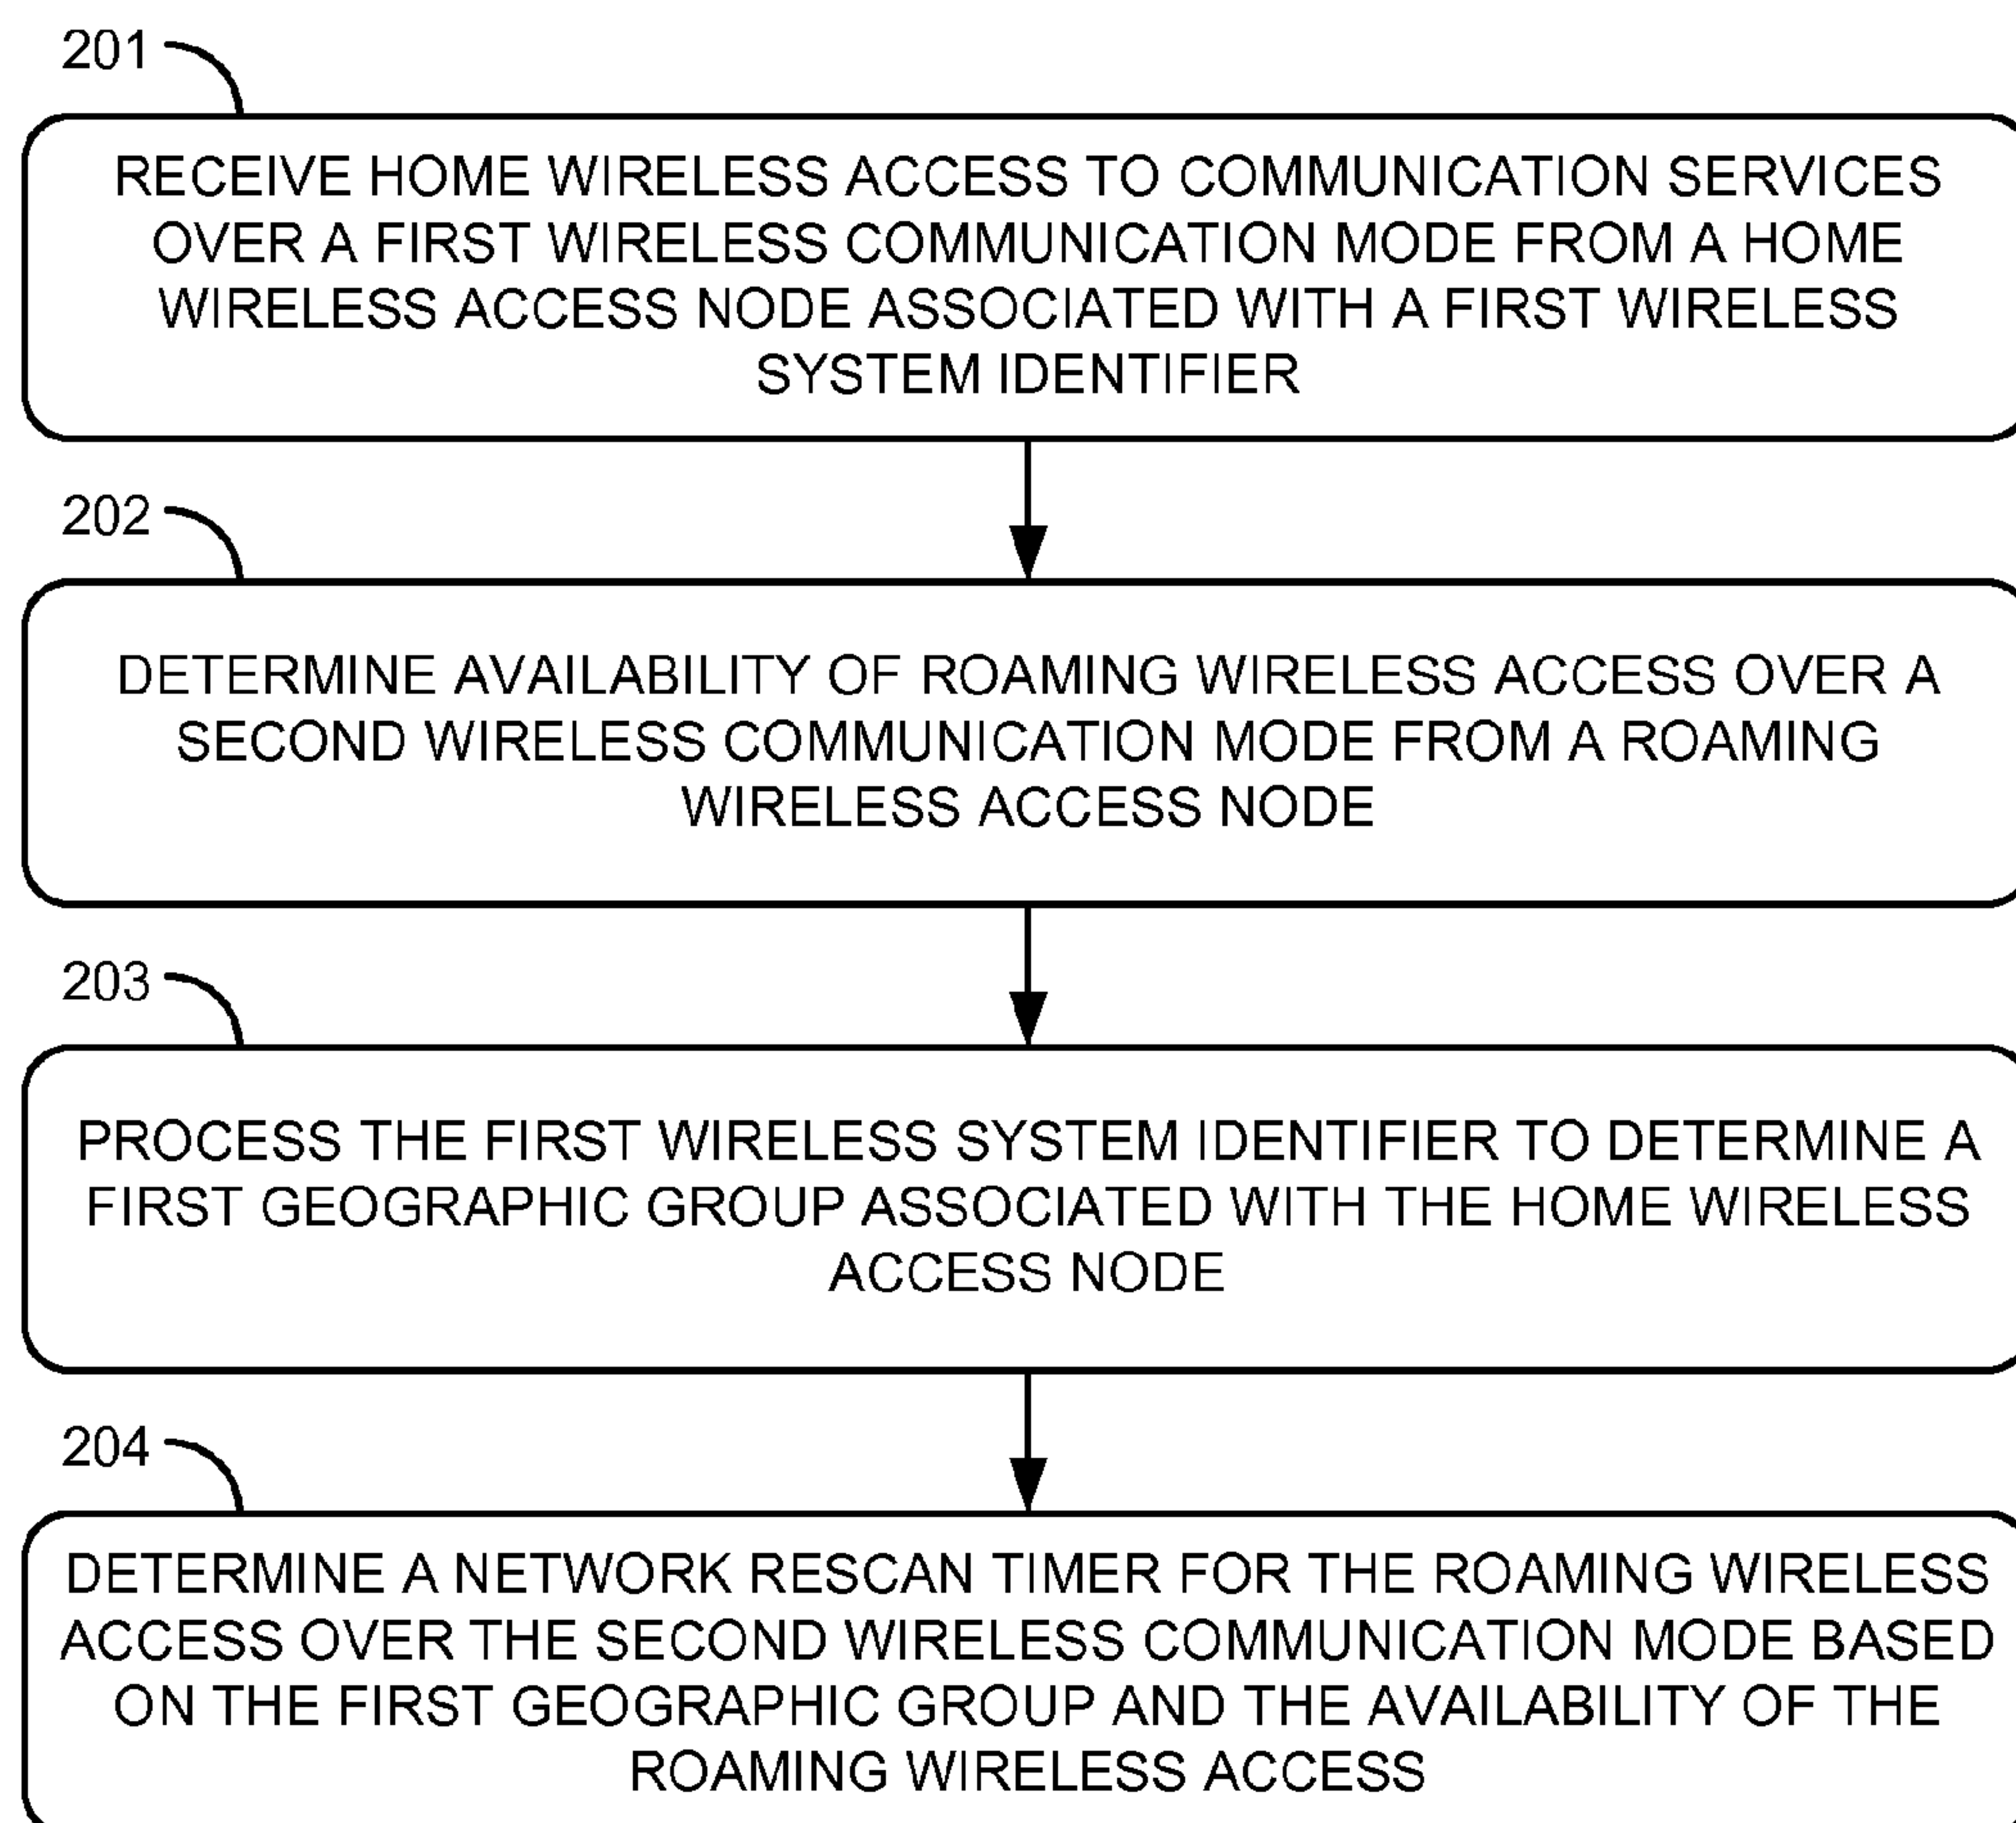 201
RECEIVE HOME WIRELESS ACCESS TO COMMUNICATION SERVICES
OVER A FIRST WIRELESS COMMUNICATION MODE FROM A HOME
WIRELESS ACCESS NODE ASSOCIATED WITH A FIRST WIRELESS
SYSTEM IDENTIFIER
202
DETERMINE AVAILABILITY OF ROAMING WIRELESS ACCESS OVER A
SECOND WIRELESS COMMUNICATION MODE FROM A ROAMING
WIRELESS ACCESS NODE
203
PROCESS THE FIRST WIRELESS SYSTEM IDENTIFIER TO DETERMINE A
FIRST GEOGRAPHIC GROUP ASSOCIATED WITH THE HOME WIRELESS
ACCESS NODE
204
DETERMINE A NETWORK RESCAN TIMER FOR THE ROAMING WIRELESS
ACCESS OVER THE SECOND WIRELESS COMMUNICATION MODE BASED
ON THE FIRST GEOGRAPHIC GROUP AND THE AVAILABILITY OF THE
ROAMING WIRELESS ACCESS